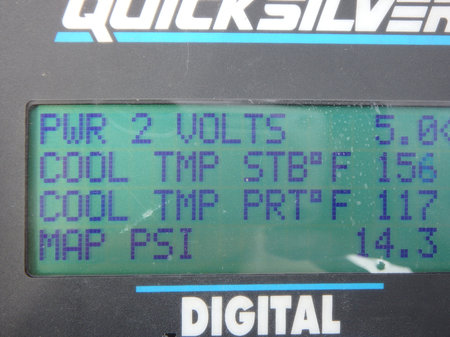 QUICKSILVER
PWR 2 VOLTS 5.0
COOL TMP STB°F 156
COOL TMP PRT°F 117
MAP PSI 14.3
DIGITAL